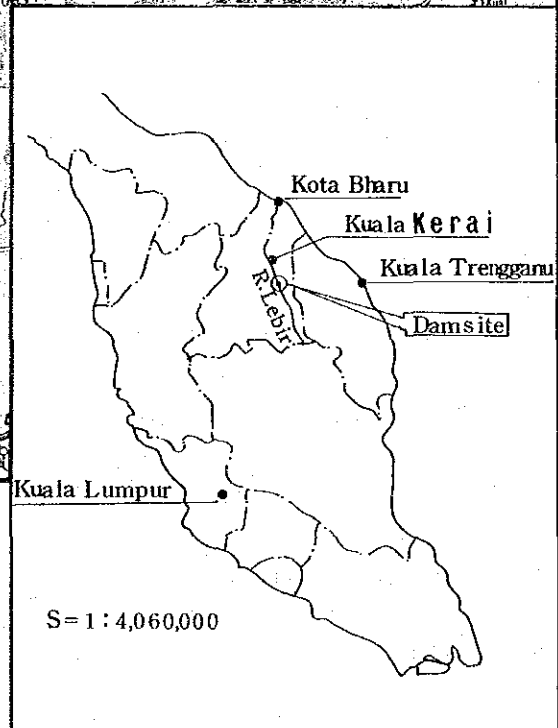 Kota Bharu
Kuala Kerai
Kuala Trengganu
R.Lebir
Damsite
Kuala Lumpur
S=1:4,060,000